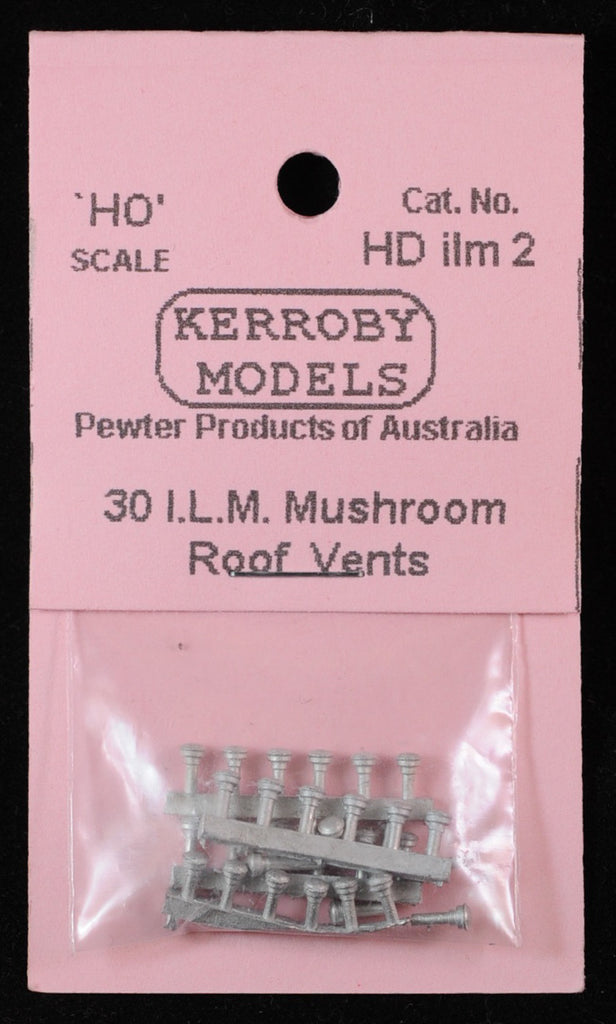 `HO'
SCALE
Cat. No.
HD ilm 2
KERROBY
MODELS
Pewter Products of Australia
30 I.L.M. Mushroom
Roof Vents